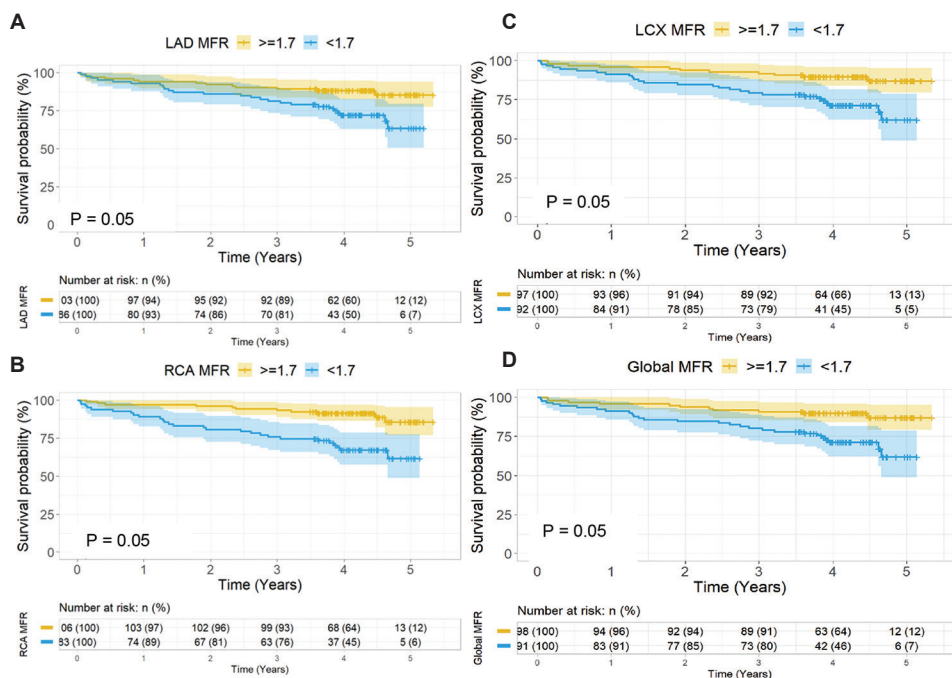 A
LAD MFR >=1.7 <1.7
Survival probability (%)
100
75
50
25
0
P = 0.05
0 1 2 3 4 5
Time (Years)
Number at risk: n (%)
LAD MFR
03 (100) 97 (94) 95 (92) 92 (89) 62 (60) 12 (12)
86 (100) 80 (93) 74 (86) 70 (81) 43 (50) 6 (7)
0 1 2 3 4 5
Time (Years)
B
RCA MFR >=1.7 <1.7
Survival probability (%)
100
75
50
25
0
P = 0.05
0 1 2 3 4 5
Time (Years)
Number at risk: n (%)
RCA MFR
06 (100) 103 (97) 102 (96) 99 (93) 68 (64) 13 (12)
83 (100) 74 (89) 67 (81) 63 (76) 37 (45) 5 (6)
0 1 2 3 4 5
Time (Years)
C
LCX MFR >=1.7 <1.7
Survival probability (%)
100
75
50
25
0
P = 0.05
0 1 2 3 4 5
Time (Years)
Number at risk: n (%)
LCX MFR
97 (100) 93 (96) 91 (94) 89 (92) 64 (66) 13 (13)
92 (100) 84 (91) 78 (85) 73 (79) 41 (45) 5 (5)
0 1 2 3 4 5
Time (Years)
D
Global MFR >=1.7 <1.7
Survival probability (%)
100
75
50
25
0
P = 0.05
0 1 2 3 4 5
Time (Years)
Number at risk: n (%)
Global MFR
98 (100) 94 (96) 92 (94) 89 (91) 63 (64) 12 (12)
91 (100) 83 (91) 77 (85) 73 (80) 42 (46) 6 (7)
0 1 2 3 4 5
Time (Years)